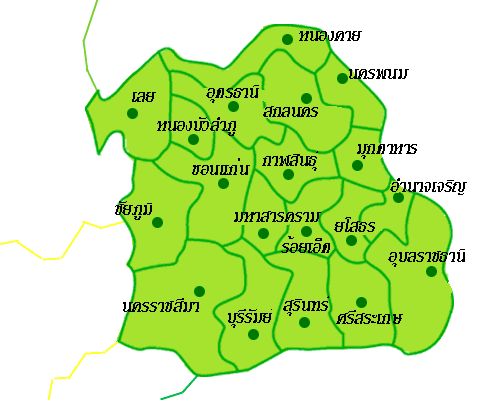 หนองคาย
นครพนม
เลย
อุดรธานี
สกลนคร
หนองบัวลำภู
มุกดาหาร
กาฬสินธุ์
ขอนแก่น
อำนาจเจริญ
ชัยภูมิ
มหาสารคราม
ยโสธร
ร้อยเอ็ด
อุบลราชธานี
นครราชสีมา
บุรีรัมย์
สุรินทร์
ศรีสระเกษ